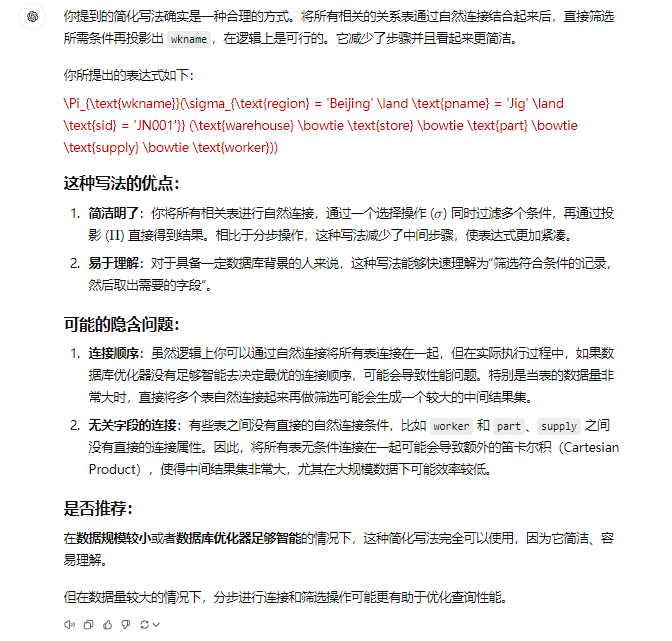 你提到的简化写法确实是一种合理的方式。将所有相关的关系表通过自然连接结合起来后，直接筛选
所需条件再投影出 wkname，在逻辑上是可行的。它减少了步骤并且看起来更简洁。
你所提出的表达式如下：
\Pi_{\text{wkname}}(\sigma_{\text{region} = 'Beijing' \land \text{pname} = 'Jig' \land
\text{sid} = 'JN001'}} (\text{warehouse} \bowtie \text{store} \bowtie \text{part} \bowtie
\text{supply} \bowtie \text{worker}))
这种写法的优点：
1. 简洁明了：你将所有相关表进行自然连接，通过一个选择操作 (σ) 同时过滤多个条件，再通过投
影 (Π) 直接得到结果。相比于分步操作，这种写法减少了中间步骤，使表达式更加紧凑。
2. 易于理解：对于具备一定数据库背景的人来说，这种写法能够快速理解为“筛选符合条件的记录，
然后取出需要的字段”。
可能的隐含问题：
1. 连接顺序：虽然逻辑上你可以通过自然连接将所有表连接在一起，但在实际执行过程中，如果数
据库优化器没有足够智能去决定最优的连接顺序，可能会导致性能问题。特别是当表的数据量非
常大时，直接将多个表自然连接起来再做筛选可能会生成一个较大的中间结果集。
2. 无关字段的连接：有些表之间没有直接的自然连接条件，比如 worker 和 part、supply 之间
没有直接的连接属性。因此，将所有表无条件连接在一起可能会导致额外的笛卡尔积（Cartesian
Product），使得中间结果集非常大，尤其在大规模数据下可能效率较低。
是否推荐：
在数据规模较小或者数据库优化器足够智能的情况下，这种简化写法完全可以使用，因为它简洁、容
易理解。
但在数据量较大的情况下，分步进行连接和筛选操作可能更有助于优化查询性能。